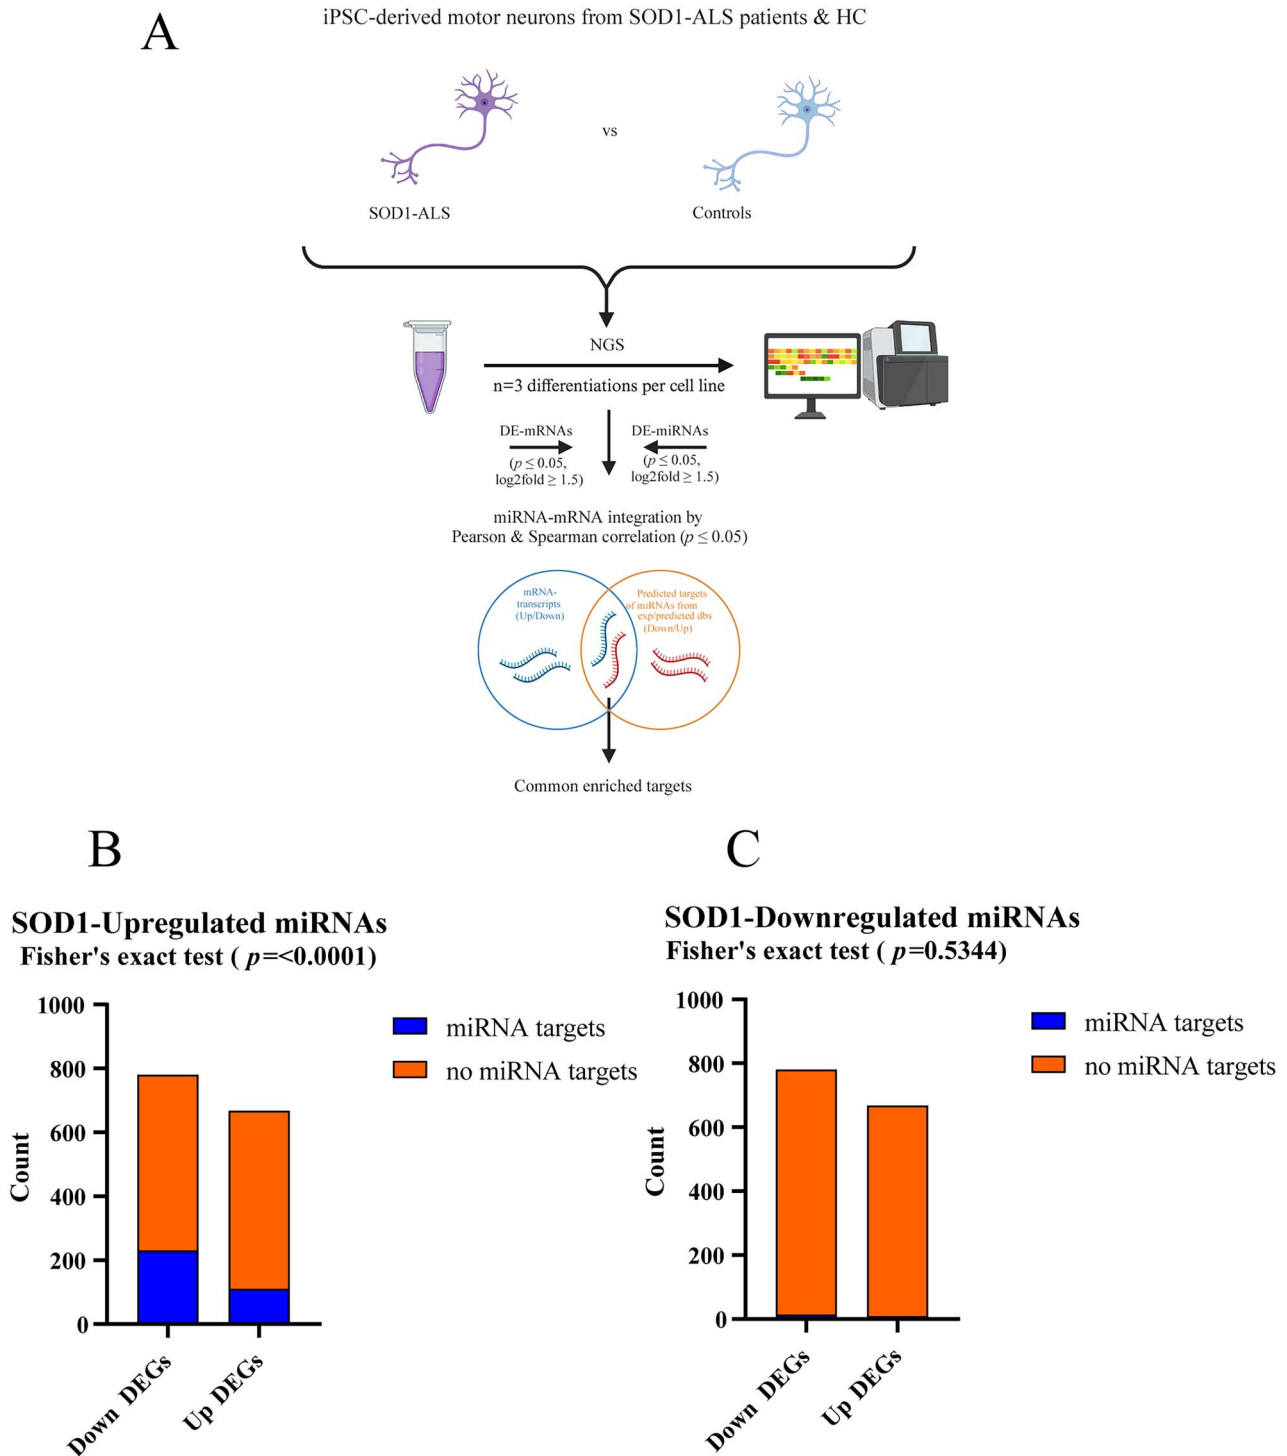 A
iPSC-derived motor neurons from SOD1-ALS patients & HC
vs
SOD1-ALS
Controls
NGS
n=3 differentiations per cell line
DE-mRNAs
(p ≤ 0.05,
log2fold ≥ 1.5)
DE-miRNAs
(p ≤ 0.05,
log2fold ≥ 1.5)
miRNA-mRNA integration by
Pearson & Spearman correlation (p ≤ 0.05)
mRNA-
transcripts
(Up/Down)
Predicted targets
of miRNAs from
exp/predicted dbs
(Down/Up)
Common enriched targets
B
SOD1-Upregulated miRNAs
Fisher's exact test ( p=<0.0001)
1000
800
600
400
200
0
Count
Down DEGs
Up DEGs
miRNA targets
no miRNA targets
C
SOD1-Downregulated miRNAs
Fisher's exact test ( p=0.5344)
1000
800
600
400
200
0
Count
Down DEGs
Up DEGs
miRNA targets
no miRNA targets